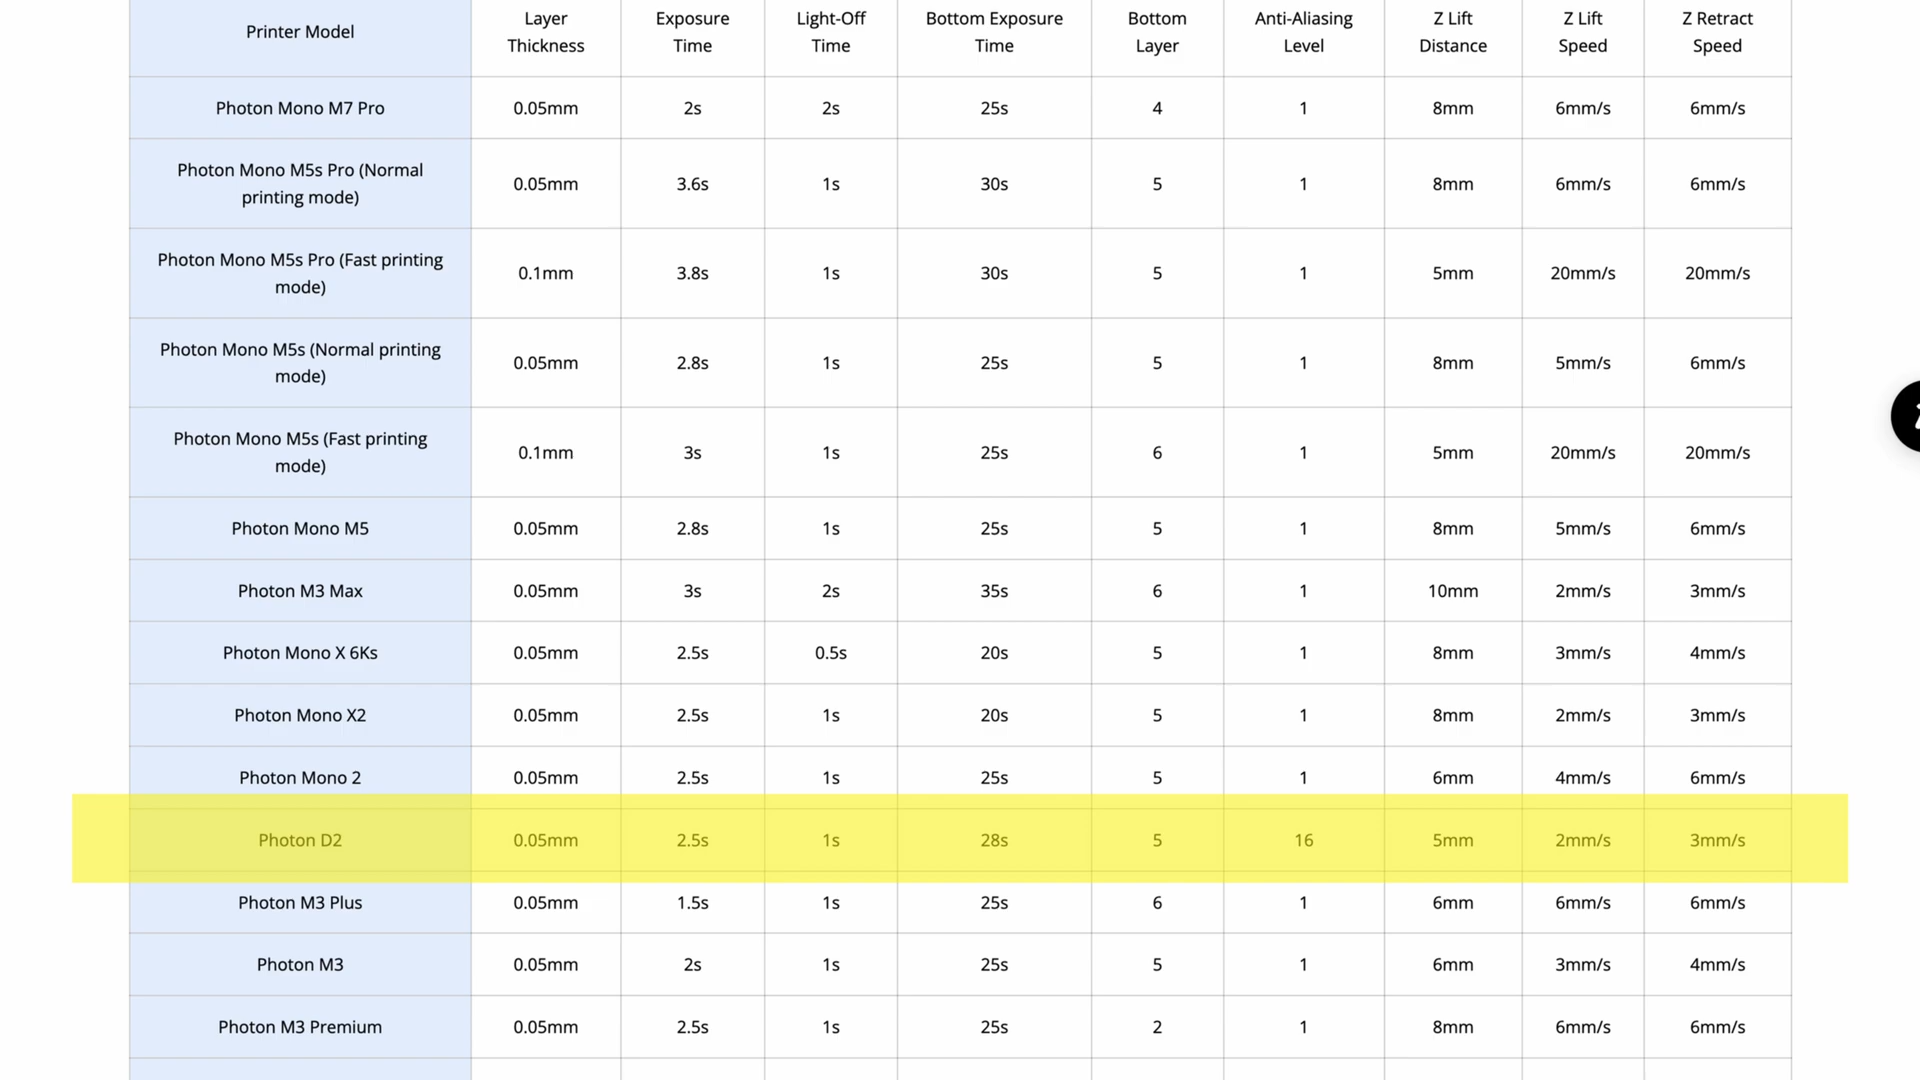 Printer Model Layer Thickness Exposure Time Light-Off Time Bottom Exposure Time Bottom Layer Anti-Aliasing Level Z Lift Distance Z Lift Speed Z Retract Speed
Photon Mono M7 Pro 0.05mm 2s 2s 25s 4 1 8mm 6mm/s 6mm/s
Photon Mono M5s Pro (Normal printing mode) 0.05mm 3.6s 1s 30s 5 1 8mm 6mm/s 6mm/s
Photon Mono M5s Pro (Fast printing mode) 0.1mm 3.8s 1s 30s 5 1 5mm 20mm/s 20mm/s
Photon Mono M5s (Normal printing mode) 0.05mm 2.8s 1s 25s 5 1 8mm 5mm/s 6mm/s
Photon Mono M5s (Fast printing mode) 0.1mm 3s 1s 25s 6 1 5mm 20mm/s 20mm/s
Photon Mono M5 0.05mm 2.8s 1s 25s 5 1 8mm 5mm/s 6mm/s
Photon M3 Max 0.05mm 3s 2s 35s 6 1 10mm 2mm/s 3mm/s
Photon Mono X 6Ks 0.05mm 2.5s 0.5s 20s 5 1 8mm 3mm/s 4mm/s
Photon Mono X2 0.05mm 2.5s 1s 20s 5 1 8mm 2mm/s 3mm/s
Photon Mono 2 0.05mm 2.5s 1s 25s 5 1 6mm 4mm/s 6mm/s
Photon D2 0.05mm 2.5s 1s 28s 5 16 5mm 2mm/s 3mm/s
Photon M3 Plus 0.05mm 1.5s 1s 25s 6 1 6mm 6mm/s 6mm/s
Photon M3 0.05mm 2s 1s 25s 5 1 6mm 3mm/s 4mm/s
Photon M3 Premium 0.05mm 2.5s 1s 25s 2 1 8mm 6mm/s 6mm/s